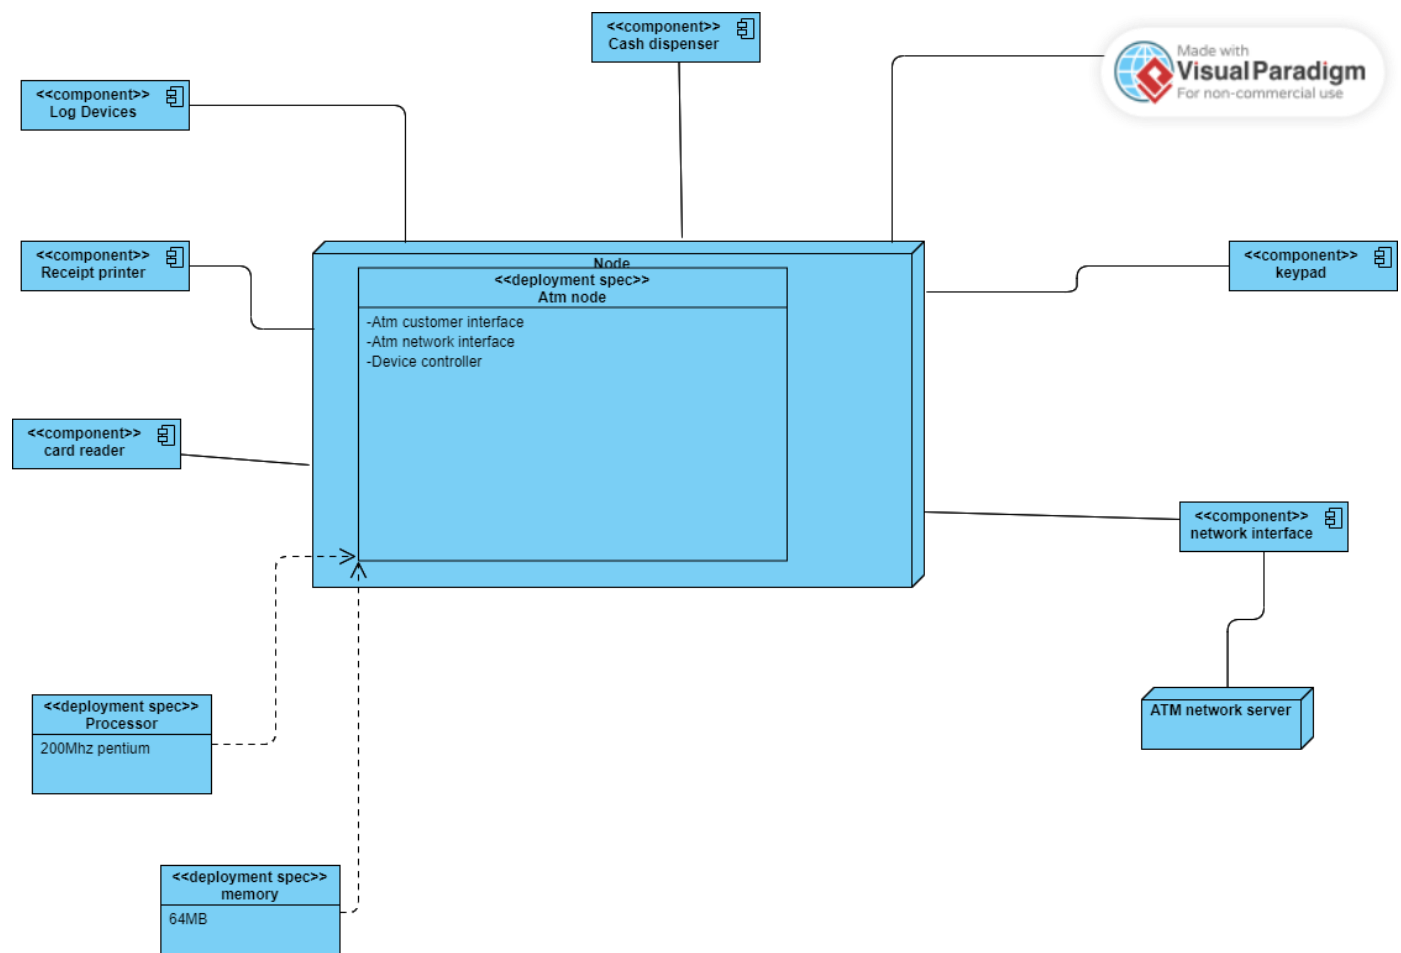 <<component>>
Cash dispenser
Made with
Visual Paradigm
For non-commercial use
<<component>>
Log Devices
<<component>>
Receipt printer
Node
<<deployment spec>>
Atm node
-Atm customer interface
-Atm network interface
-Device controller
<<component>>
keypad
<<component>>
card reader
<<component>>
network interface
<<deployment spec>>
Processor
200Mhz pentium
ATM network server
<<deployment spec>>
memory
64MB